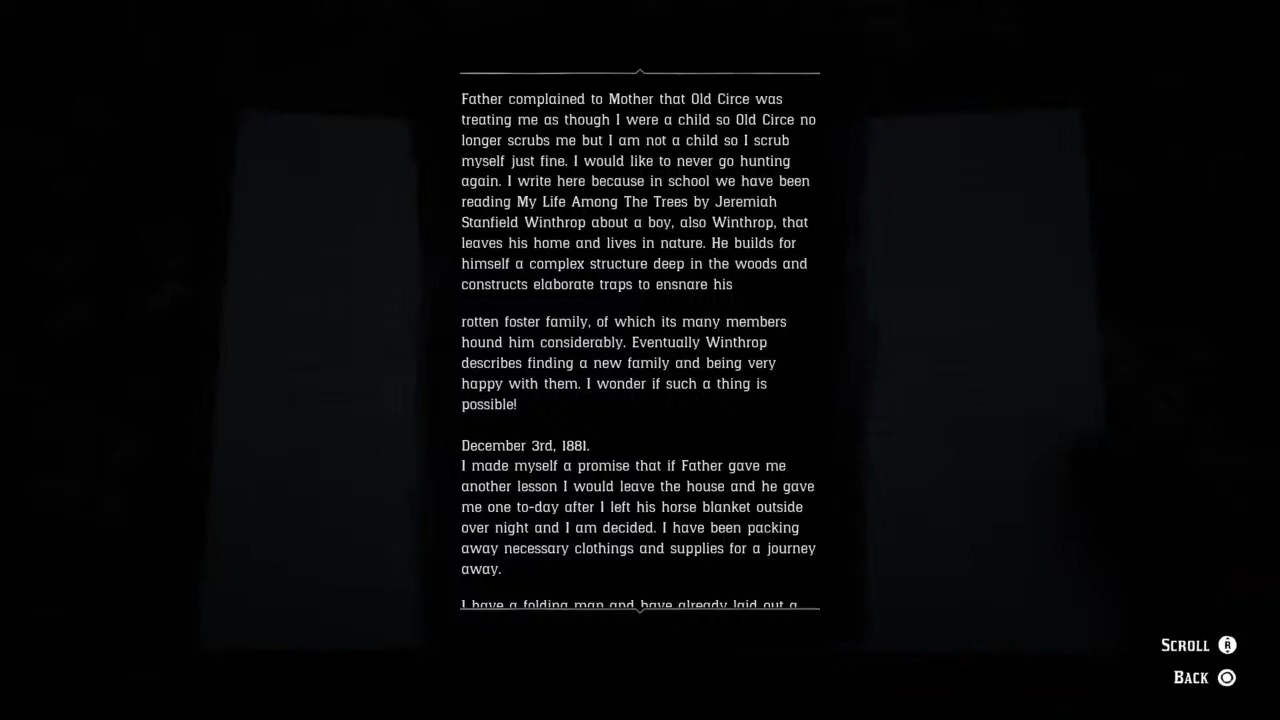 Father complained to Mother that Old Circe was
treating me as though I were a child so Old Circe no
longer scrubs me but I am not a child so I scrub
myself just fine. I would like to never go hunting
again. I write here because in school we have been
reading My Life Among The Trees by Jeremiah
Stanfield Winthrop about a boy, also Winthrop, that
leaves his home and lives in nature. He builds for
himself a complex structure deep in the woods and
constructs elaborate traps to ensnare his
rotten foster family, of which its many members
hound him considerably. Eventually Winthrop
describes finding a new family and being very
happy with them. I wonder if such a thing is
possible!
December 3rd, 1881.
I made myself a promise that if Father gave me
another lesson I would leave the house and he gave
me one to-day after I left his horse blanket outside
over night and I am decided. I have been packing
away necessary clothings and supplies for a journey
away.
I have a folding map and have already laid out a
SCROLL R
BACK